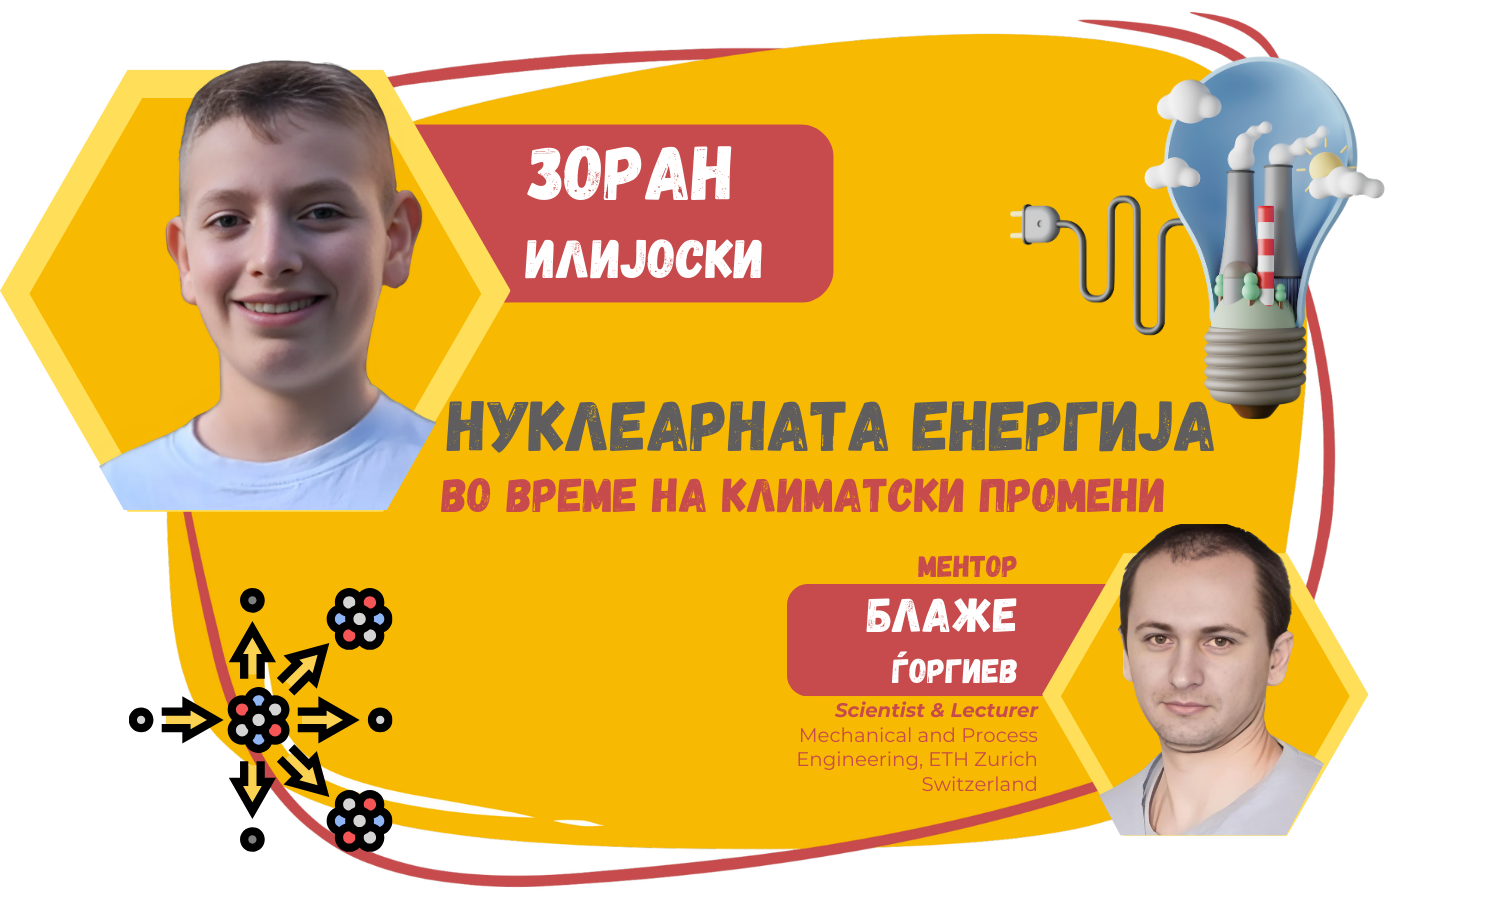 ЗОРАН
ИЛИЈОСКИ
НУКЛЕАРНАТА ЕНЕРГИЈА
ВО ВРЕМЕ НА КЛИМАТСКИ ПРОМЕНИ
МЕНТОР
БЛАЖЕ
ЃОРГИЕВ
Scientist & Lecturer
Mechanical and Process
Engineering, ETH Zurich
Switzerland